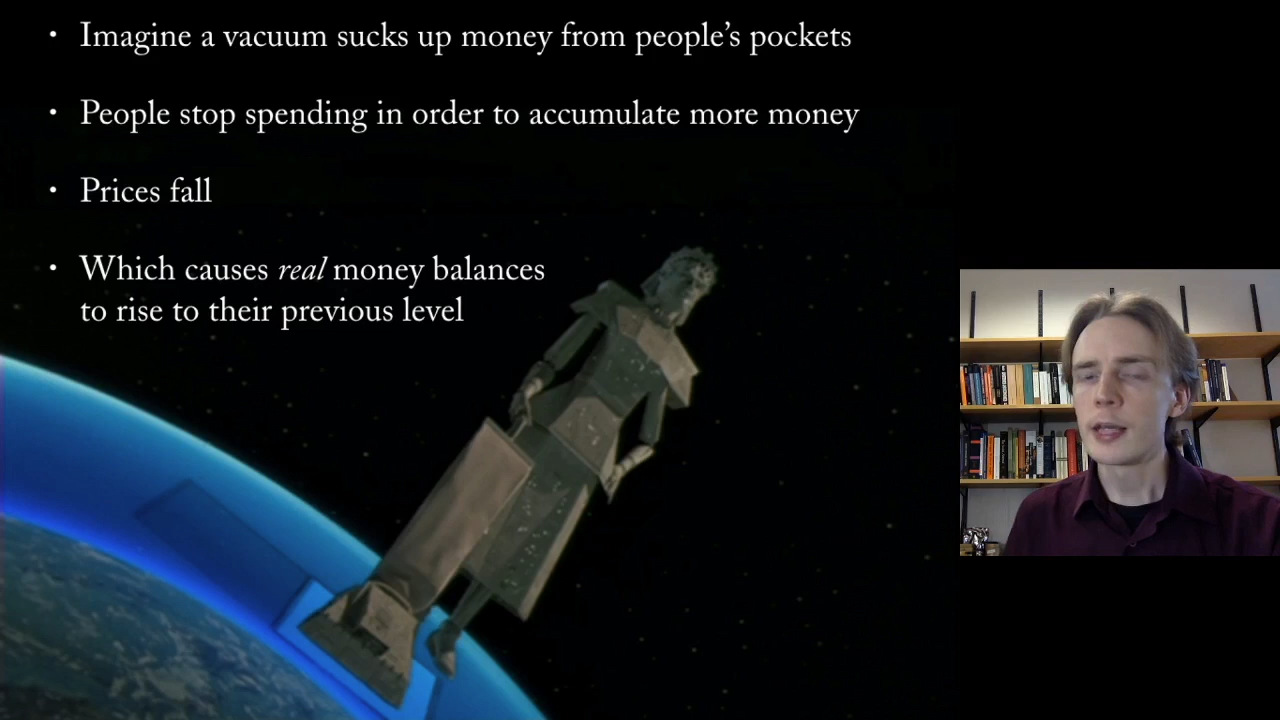 • Imagine a vacuum sucks up money from people’s pockets
• People stop spending in order to accumulate more money
• Prices fall
• Which causes real money balances
to rise to their previous level